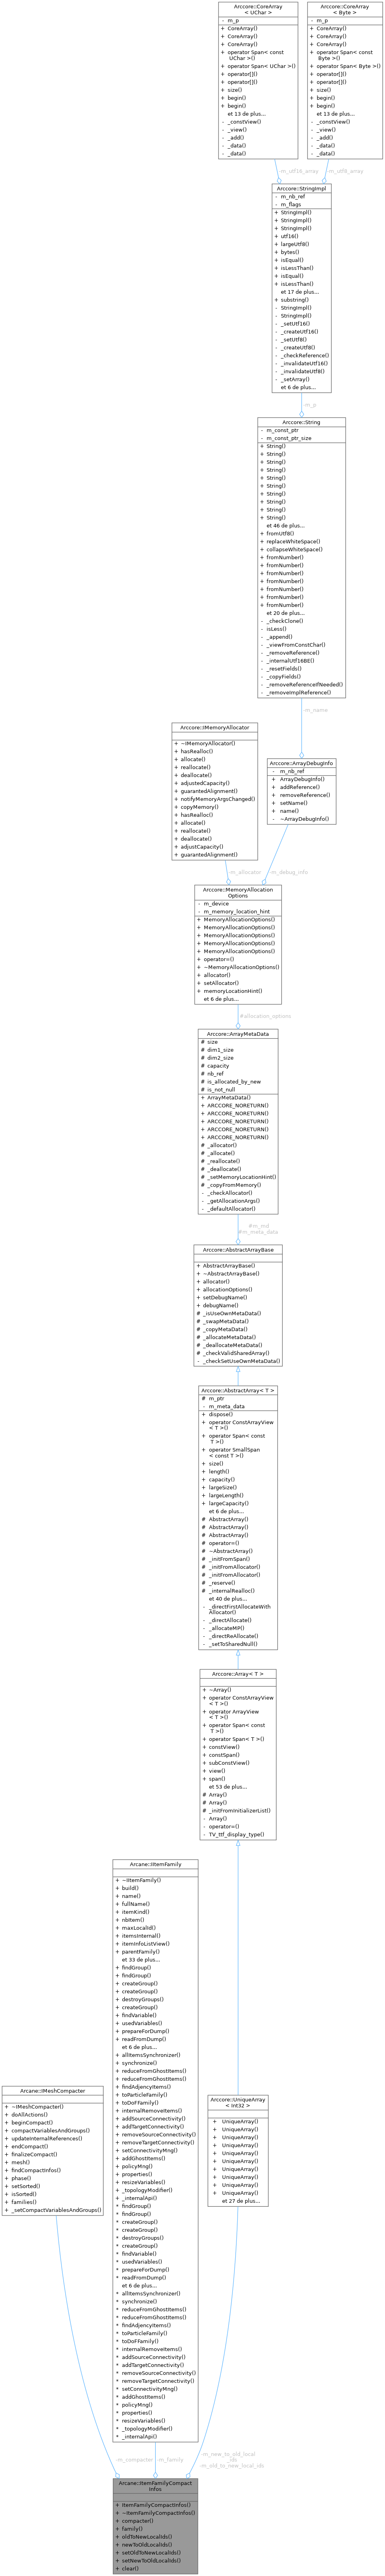 Arccore::CoreArray
< UChar >
- m_p
+ CoreArray()
+ CoreArray()
+ CoreArray()
+ operator Span< const
UChar >()
+ operator Span< UChar >()
+ operator[]()
+ operator[]()
+ size()
+ begin()
+ begin()
et 13 de plus...
- _constView()
- _view()
- _add()
- _data()
- _data()
Arccore::CoreArray
< Byte >
- m_p
+ CoreArray()
+ CoreArray()
+ CoreArray()
+ operator Span< const
Byte >()
+ operator Span< Byte >()
+ operator[]()
+ operator[]()
+ size()
+ begin()
+ begin()
et 13 de plus...
- _constView()
- _view()
- _add()
- _data()
- _data()
-m_utf16_array
-m_utf8_array
Arccore::StringImpl
- m_nb_ref
- m_flags
+ StringImpl()
+ StringImpl()
+ StringImpl()
+ utf16()
+ largeUtf8()
+ bytes()
+ isEqual()
+ isLessThan()
+ isEqual()
+ isLessThan()
et 17 de plus...
+ substring()
- StringImpl()
- StringImpl()
- _setUtf16()
- _createUtf16()
- _setUtf8()
- _createUtf8()
- _checkReference()
- _invalidateUtf16()
- _invalidateUtf8()
- _setArray()
et 6 de plus...
-m_p
Arccore::String
- m_const_ptr
- m_const_ptr_size
+ String()
+ String()
+ String()
+ String()
+ String()
+ String()
+ String()
+ String()
+ String()
+ String()
et 46 de plus...
+ fromUtf8()
+ replaceWhiteSpace()
+ collapseWhiteSpace()
+ fromNumber()
+ fromNumber()
+ fromNumber()
+ fromNumber()
+ fromNumber()
+ fromNumber()
+ fromNumber()
et 20 de plus...
- _checkClone()
- isLess()
- _append()
- _viewFromConstChar()
- _removeReference()
- _internalUtf16BE()
- _resetFields()
- _copyFields()
- _removeReferenceIfNeeded()
- _removeImplReference()
-m_name
Arccore::IMemoryAllocator
+ ~IMemoryAllocator()
+ hasRealloc()
+ allocate()
+ reallocate()
+ deallocate()
+ adjustedCapacity()
+ guarantedAlignment()
+ notifyMemoryArgsChanged()
+ copyMemory()
+ hasRealloc()
+ allocate()
+ reallocate()
+ deallocate()
+ adjustCapacity()
+ guarantedAlignment()
Arccore::ArrayDebugInfo
- m_nb_ref
+ ArrayDebugInfo()
+ addReference()
+ removeReference()
+ setName()
+ name()
- ~ArrayDebugInfo()
-m_allocator
-m_debug_info
Arccore::MemoryAllocation
Options
- m_device
- m_memory_location_hint
+ MemoryAllocationOptions()
+ MemoryAllocationOptions()
+ MemoryAllocationOptions()
+ MemoryAllocationOptions()
+ MemoryAllocationOptions()
+ operator=()
+ ~MemoryAllocationOptions()
+ allocator()
+ setAllocator()
+ memoryLocationHint()
et 6 de plus...
#allocation_options
Arccore::ArrayMetaData
# size
# dim1_size
# dim2_size
# capacity
# nb_ref
# is_allocated_by_new
# is_not_null
+ ArrayMetaData()
+ ARCCORE_NORETURN()
+ ARCCORE_NORETURN()
+ ARCCORE_NORETURN()
+ ARCCORE_NORETURN()
+ ARCCORE_NORETURN()
# _allocator()
# _allocate()
# _reallocate()
# _deallocate()
# _setMemoryLocationHint()
# _copyFromMemory()
- _checkAllocator()
- _getAllocationArgs()
- _defaultAllocator()
#m_md
#m_meta_data
Arccore::AbstractArrayBase
+ AbstractArrayBase()
+ ~AbstractArrayBase()
+ allocator()
+ allocationOptions()
+ setDebugName()
+ debugName()
# _isUseOwnMetaData()
# _swapMetaData()
# _copyMetaData()
# _allocateMetaData()
# _deallocateMetaData()
# _checkValidSharedArray()
- _checkSetUseOwnMetaData()
Arccore::AbstractArray< T >
# m_ptr
- m_meta_data
+ dispose()
+ operator ConstArrayView
< T >()
+ operator Span< const
T >()
+ operator SmallSpan
< const T >()
+ size()
+ length()
+ capacity()
+ largeSize()
+ largeLength()
+ largeCapacity()
et 6 de plus...
# AbstractArray()
# AbstractArray()
# AbstractArray()
# operator=()
# ~AbstractArray()
# _initFromSpan()
# _initFromAllocator()
# _initFromAllocator()
# _reserve()
# _internalRealloc()
et 40 de plus...
- _directFirstAllocateWith
Allocator()
- _directAllocate()
- _allocateMP()
- _directReAllocate()
- _setToSharedNull()
Arccore::Array< T >
+ ~Array()
+ operator ConstArrayView
< T >()
+ operator ArrayView
< T >()
+ operator Span< const
T >()
+ operator Span< T >()
+ constView()
+ constSpan()
+ subConstView()
+ view()
+ span()
et 53 de plus...
# Array()
# Array()
# _initFromInitializerList()
- Array()
- operator=()
- TV_ttf_display_type()
Arcane::IItemFamily
+ ~IItemFamily()
+ build()
+ name()
+ fullName()
+ itemKind()
+ nbItem()
+ maxLocalId()
+ itemsInternal()
+ itemInfoListView()
+ parentFamily()
et 33 de plus...
+ findGroup()
+ findGroup()
+ createGroup()
+ createGroup()
+ destroyGroups()
+ createGroup()
+ findVariable()
+ usedVariables()
+ prepareForDump()
+ readFromDump()
et 6 de plus...
+ allItemsSynchronizer()
+ synchronize()
+ reduceFromGhostItems()
+ reduceFromGhostItems()
+ findAdjencyItems()
+ toParticleFamily()
+ toDoFFamily()
+ internalRemoveItems()
+ addSourceConnectivity()
+ addTargetConnectivity()
+ removeSourceConnectivity()
+ removeTargetConnectivity()
+ setConnectivityMng()
+ addGhostItems()
+ policyMng()
+ properties()
+ resizeVariables()
+ _topologyModifier()
+ _internalApi()
* findGroup()
* findGroup()
* createGroup()
* createGroup()
* destroyGroups()
* createGroup()
* findVariable()
* usedVariables()
* prepareForDump()
* readFromDump()
et 6 de plus...
* allItemsSynchronizer()
* synchronize()
* reduceFromGhostItems()
* reduceFromGhostItems()
* findAdjencyItems()
* toParticleFamily()
* toDoFFamily()
* internalRemoveItems()
* addSourceConnectivity()
* addTargetConnectivity()
* removeSourceConnectivity()
* removeTargetConnectivity()
* setConnectivityMng()
* addGhostItems()
* policyMng()
* properties()
* resizeVariables()
* _topologyModifier()
* _internalApi()
Arcane::IMeshCompacter
+ ~IMeshCompacter()
+ doAllActions()
+ beginCompact()
+ compactVariablesAndGroups()
+ updateInternalReferences()
+ endCompact()
+ finalizeCompact()
+ mesh()
+ findCompactInfos()
+ phase()
+ setSorted()
+ isSorted()
+ families()
+ _setCompactVariablesAndGroups()
Arccore::UniqueArray
< Int32 >
+ UniqueArray()
+ UniqueArray()
+ UniqueArray()
+ UniqueArray()
+ UniqueArray()
+ UniqueArray()
+ UniqueArray()
+ UniqueArray()
+ UniqueArray()
+ UniqueArray()
et 27 de plus...
-m_compacter
-m_family
-m_new_to_old_local
_ids
-m_old_to_new_local_ids
Arcane::ItemFamilyCompact
Infos
+ ItemFamilyCompactInfos()
+ ~ItemFamilyCompactInfos()
+ compacter()
+ family()
+ oldToNewLocalIds()
+ newToOldLocalIds()
+ setOldToNewLocalIds()
+ setNewToOldLocalIds()
+ clear()